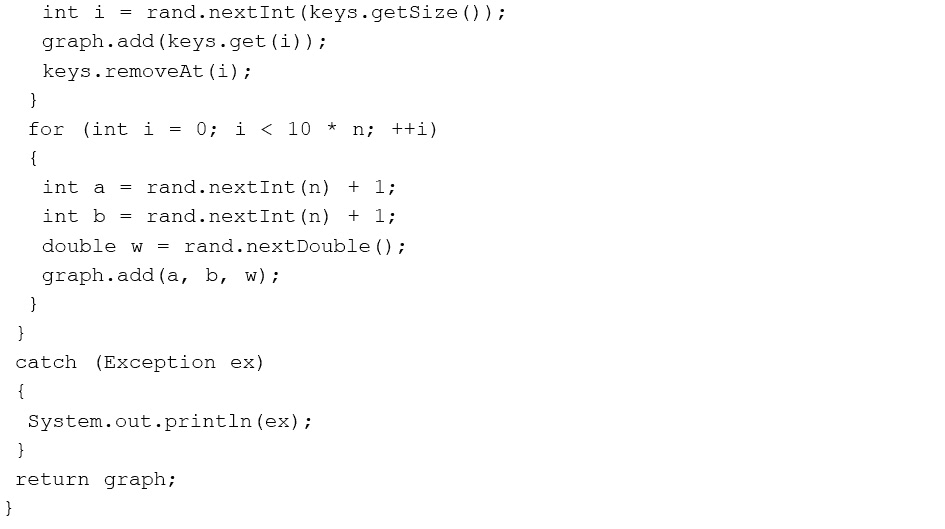 int i = rand.nextInt(keys.getSize());
graph.add(keys.get(i));
keys.removeAt(i);
}
for (int i = 0; i < 10 * n; ++i)
{
int a = rand.nextInt(n) + 1;
int b = rand.nextInt(n) + 1;
double w = rand.nextDouble();
graph.add(a, b, w);
}
}
catch (Exception ex)
{
System.out.println(ex);
}
return graph;
}